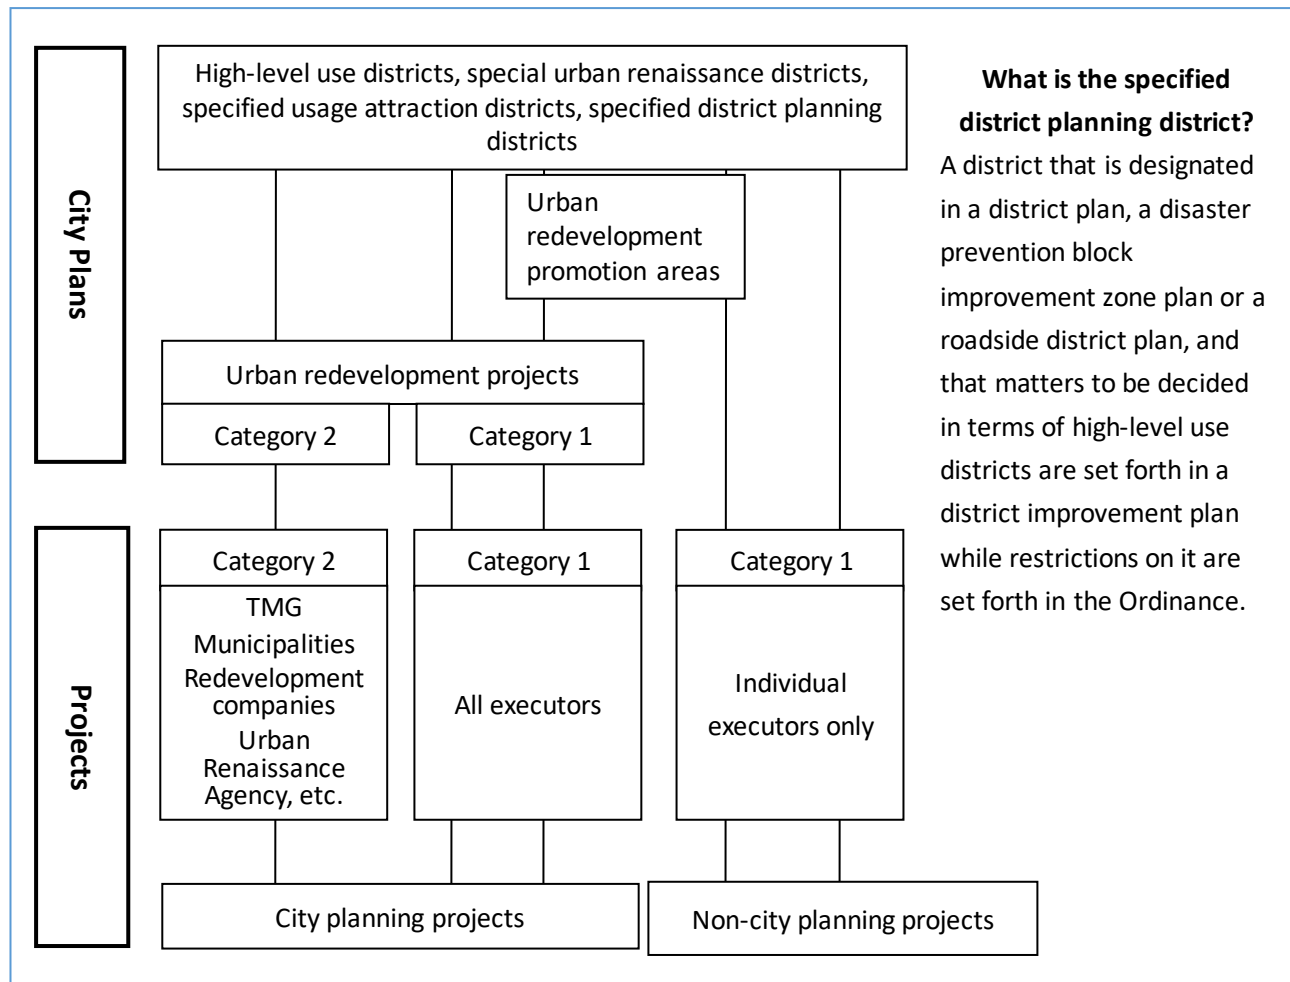 City Plans
High-level use districts, special urban renaissance districts,
specified usage attraction districts, specified district planning
districts
Urban
redevelopment
promotion areas
Urban redevelopment projects
Category 2
Category 1
Projects
Category 2
TMG
Municipalities
Redevelopment
companies
Urban
Renaissance
Agency, etc.
Category 1
All executors
Category 1
Individual
executors only
City planning projects
Non-city planning projects
What is the specified
district planning district?
A district that is designated
in a district plan, a disaster
prevention block
improvement zone plan or a
roadside district plan, and
that matters to be decided
in terms of high-level use
districts are set forth in a
district improvement plan
while restrictions on it are
set forth in the Ordinance.